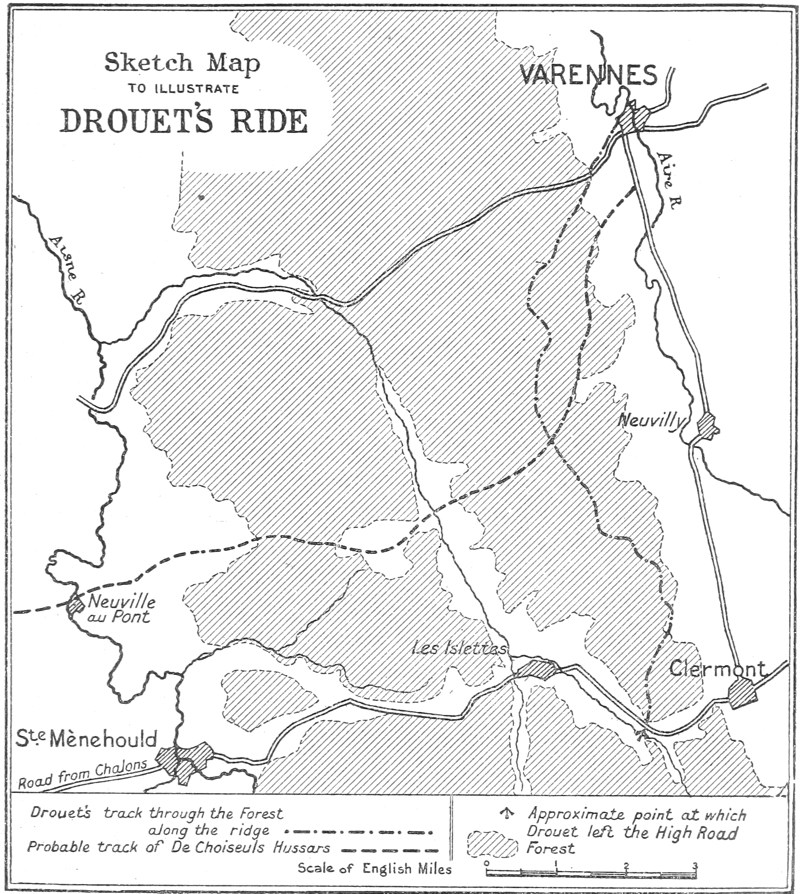 Sketch Map
TO ILLUSTRATE
DROUET'S RIDE
VARENNES
Aire R
Aisne R
Neuvilly
Neuville
au Pont
Les Islettes
Clermont
Ste Mènehould
Road from Chalons
Drouet's track through the Forest
along the ridge
Probable track of De Choiseuls Hussars
Approximate point at which
Drouet left the High Road
Forest
Scale of English Miles
0 1 2 3